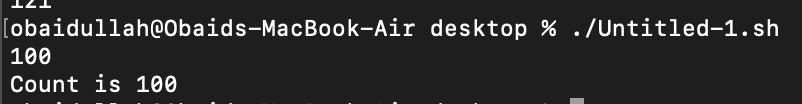 121
[obaidullah@Obaids-MacBook-Air desktop % ./Untitled-1.sh
100
Count is 100